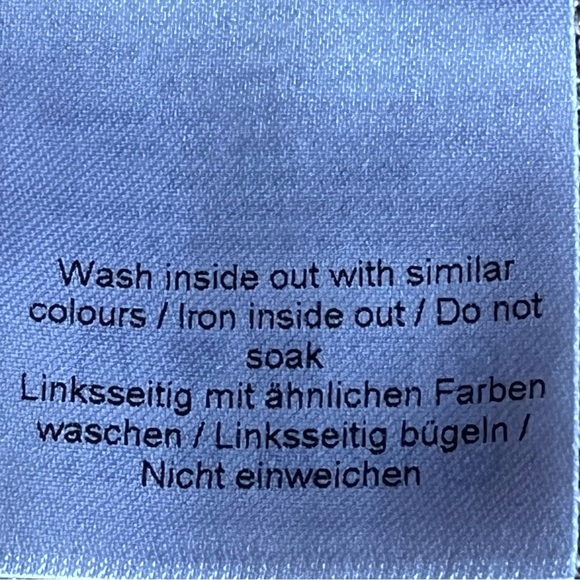 Wash inside out with similar
colours / Iron inside out / Do not
soak
Linksseitig mit ähnlichen Farben
waschen / Linksseitig bügeln /
Nicht einweichen